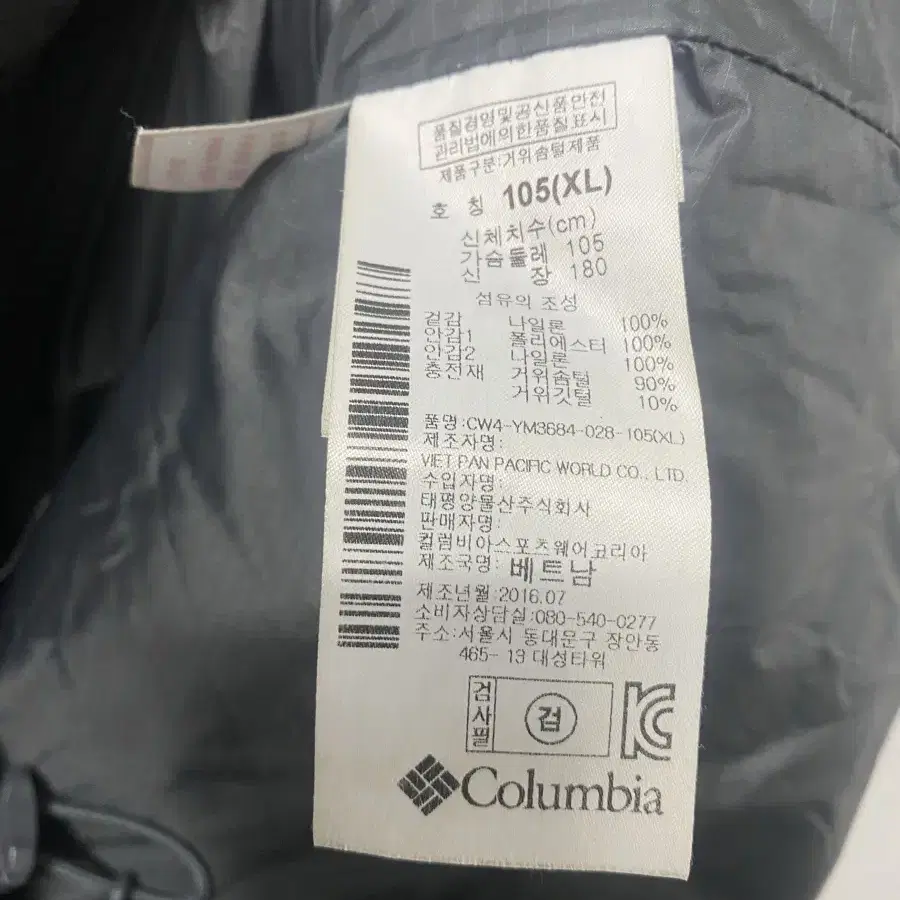 품질경영및공신품안전
관리법에의한품질표시
제품구분:거위솜털제품
호 칭 105(XL)
신체치수(cm)
가슴둘레 105
신 장 180
섬유의 조성
겉감 나일론 100%
안감1 폴리에스터 100%
안감2 나일론 100%
충전재 거위솜털 90%
거위깃털 10%
품명:CW4-YM3684-028-105(XL)
제조자명:
VIET PAN PACIFIC WORLD CO., LTD.
수입자명:
태평양물산주식회사
판매자명:
컬럼비아스포츠웨어코리아
제조국명: 베트남
제조년월:2016.07
소비자상담실:080-540-0277
주소:서울시 동대문구 장안동
465-13 대성타워
검사필 검
KC
Columbia